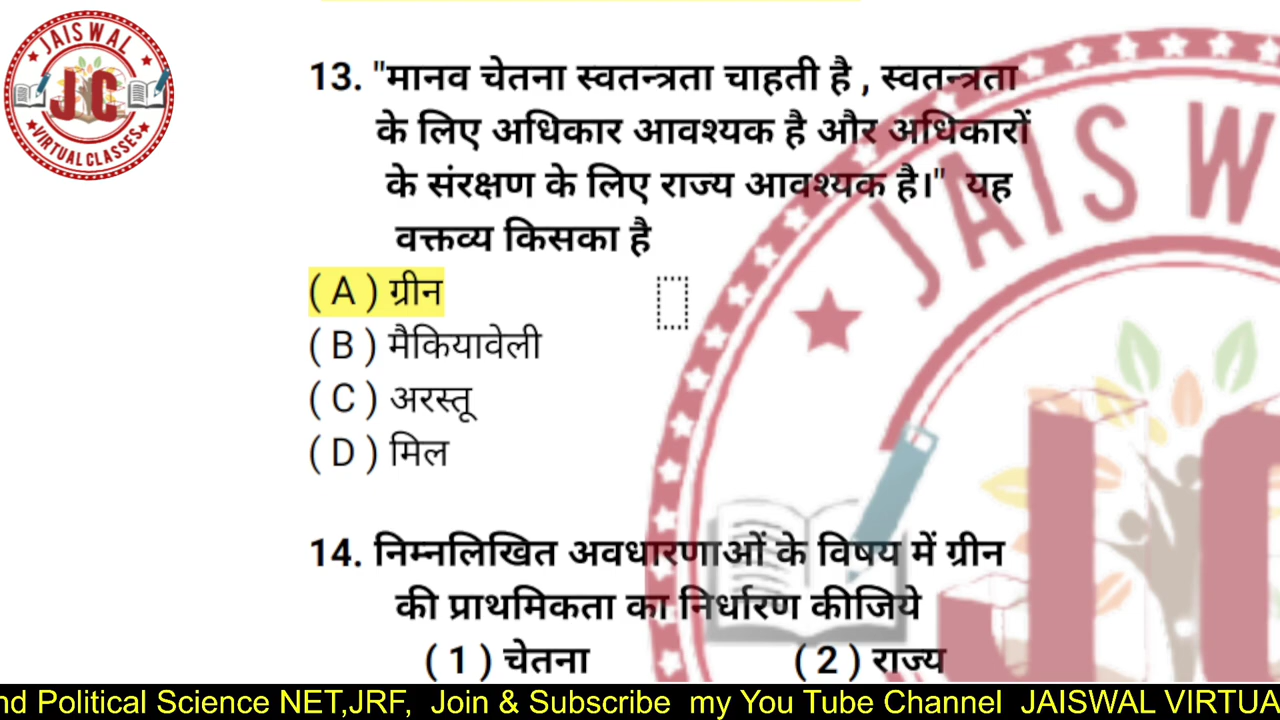 JAISWAL
JC
VIRTUAL CLASSES
13. "मानव चेतना स्वतन्त्रता चाहती है , स्वतन्त्रता
के लिए अधिकार आवश्यक है और अधिकारों
के संरक्षण के लिए राज्य आवश्यक है।" यह
वक्तव्य किसका है
( A ) ग्रीन
( B ) मैकियावेली
( C ) अरस्तू
( D ) मिल
JAISW
14. निम्नलिखित अवधारणाओं के विषय में ग्रीन
की प्राथमिकता का निर्धारण कीजिये
( 1 ) चेतना ( 2 ) राज्य
nd Political Science NET,JRF, Join & Subscribe my You Tube Channel JAISWAL VIRTUA